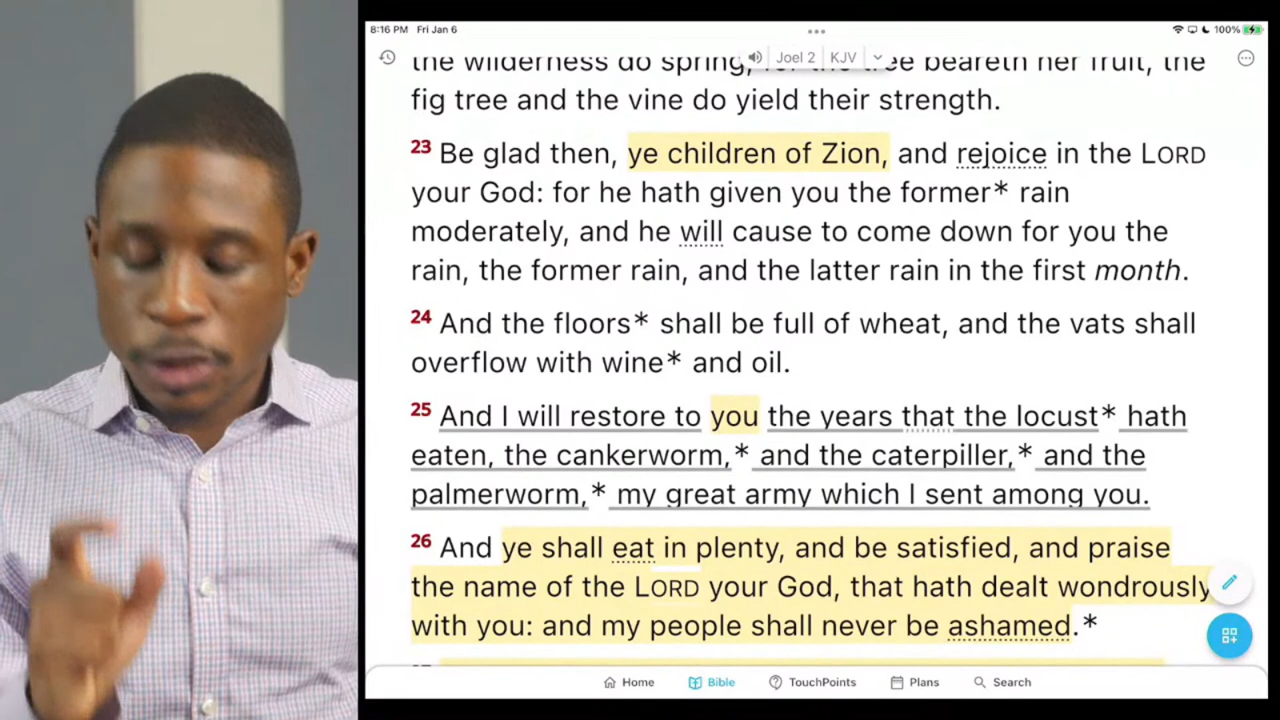 8:16 PM Fri Jan 6
100%
Joel 2 KJV
the wilderness do spring, for the tree beareth her fruit, the
fig tree and the vine do yield their strength.
23 Be glad then, ye children of Zion, and rejoice in the LORD
your God: for he hath given you the former* rain
moderately, and he will cause to come down for you the
rain, the former rain, and the latter rain in the first month.
24 And the floors* shall be full of wheat, and the vats shall
overflow with wine* and oil.
25 And I will restore to you the years that the locust* hath
eaten, the cankerworm,* and the caterpiller,* and the
palmerworm,* my great army which I sent among you.
26 And ye shall eat in plenty, and be satisfied, and praise
the name of the LORD your God, that hath dealt wondrously
with you: and my people shall never be ashamed.*
Home Bible TouchPoints Plans Search